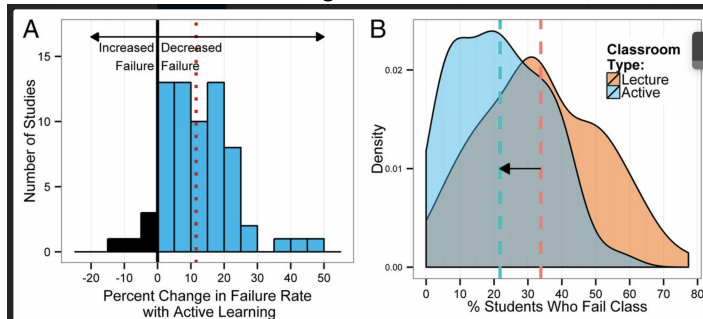 A
Increased Decreased
Failure Failure
15
10
5
0
Number of Studies
-20 -10 0 10 20 30 40 50
Percent Change in Failure Rate
with Active Learning
B
Classroom
Type:
Lecture
Active
0.02
0.01
0.00
Density
0 10 20 30 40 50 60 70 80
% Students Who Fail Class